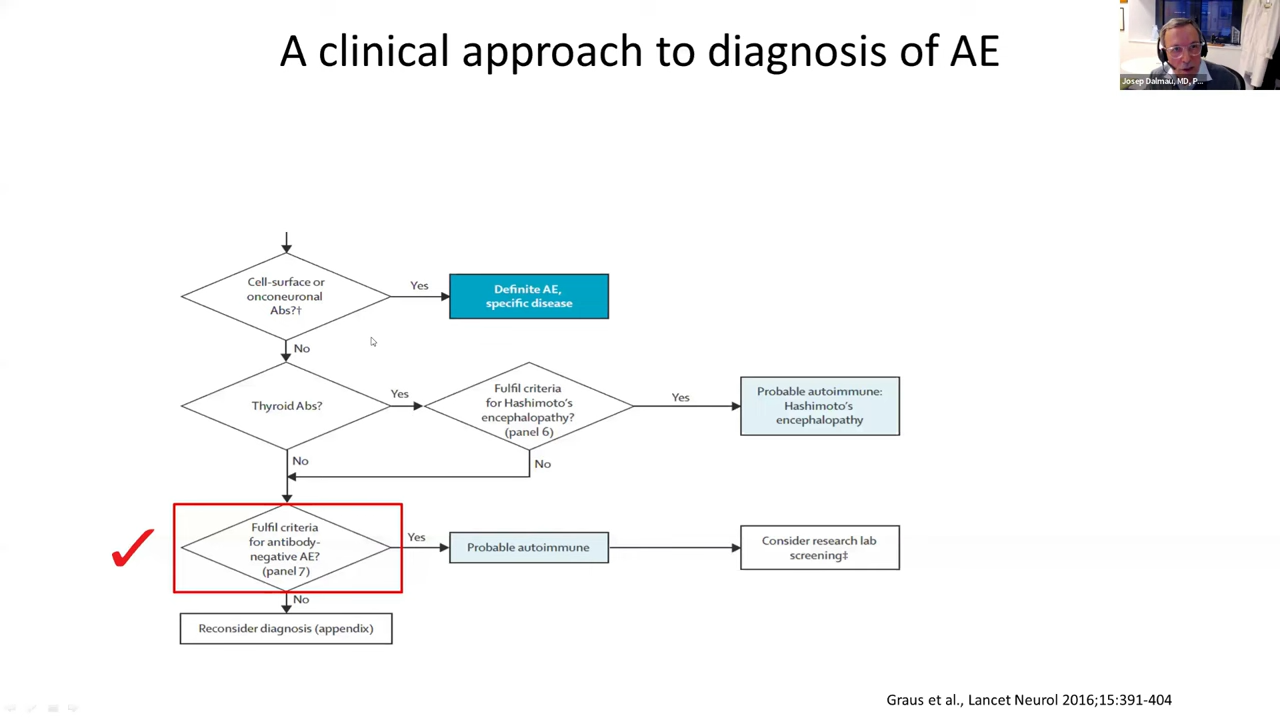 A clinical approach to diagnosis of AE
Josep Dalmau, MD, P...
Cell-surface or
onconeuronal
Abs?†
Yes
Definite AE,
specific disease
No
Thyroid Abs?
Yes
Fulfil criteria
for Hashimoto's
encephalopathy?
(panel 6)
Yes
Probable autoimmune:
Hashimoto's
encephalopathy
No
No
Fulfil criteria
for antibody-
negative AE?
(panel 7)
Yes
Probable autoimmune
Consider research lab
screening‡
No
Reconsider diagnosis (appendix)
Graus et al., Lancet Neurol 2016;15:391-404